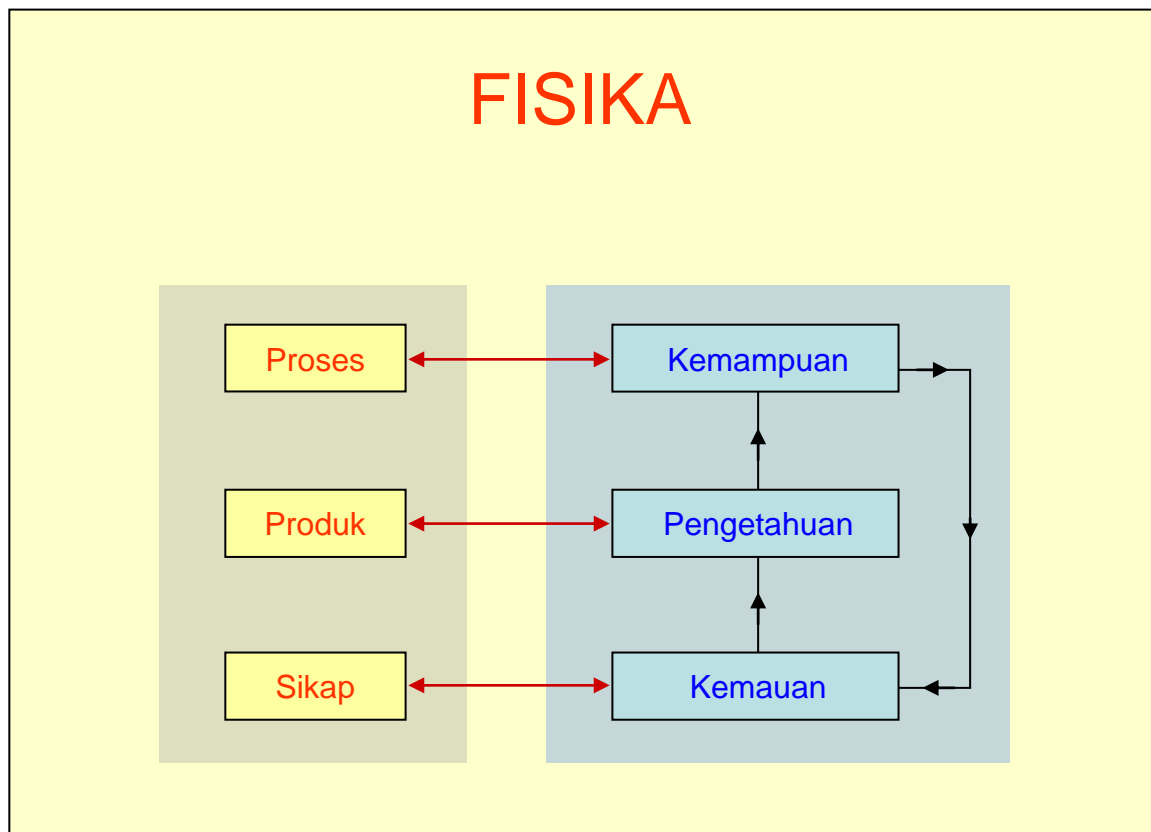 FISIKA
Proses
Kemampuan
Produk
Pengetahuan
Sikap
Kemauan